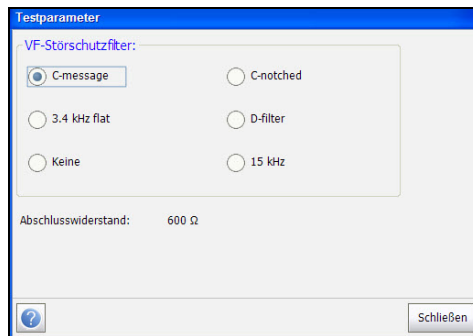 Testparameter
VF-Störschutzfilter:
C-message
C-notched
3.4 kHz flat
D-filter
Keine
15 kHz
Abschlusswiderstand: 600 Ω
?
Schließen